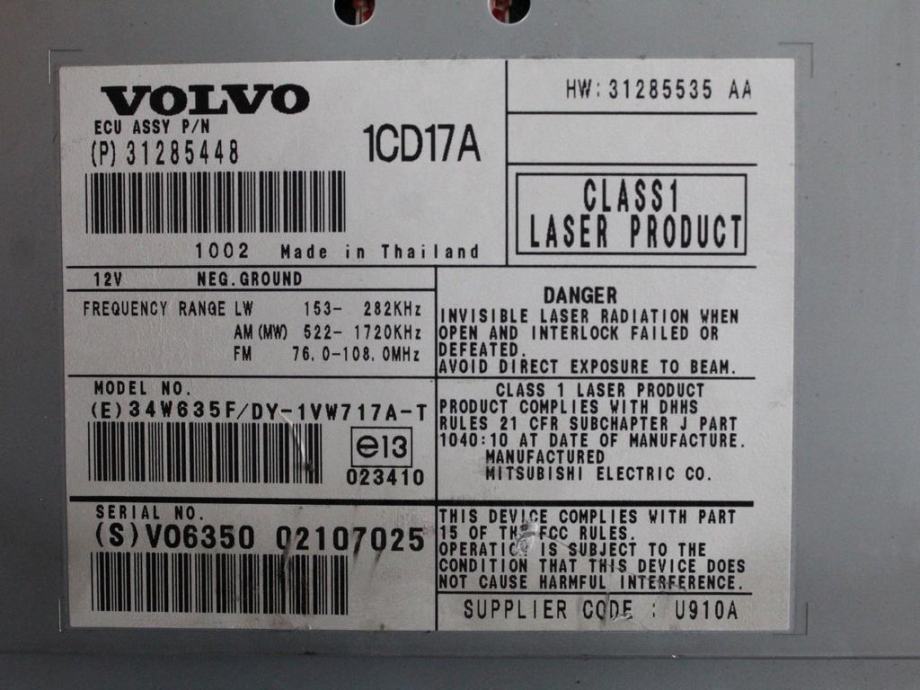 VOLVO
ECU ASSY P/N
(P) 31285448
1CD17A
1002 Made in Thailand
HW: 31285535 AA
CLASS1
LASER PRODUCT
12V NEG.GROUND
FREQUENCY RANGE LW 153- 282KHz
AM (MW) 522- 1720KHz
FM 76.0-108.0MHz
DANGER
INVISIBLE LASER RADIATION WHEN
OPEN AND INTERLOCK FAILED OR
DEFEATED.
AVOID DIRECT EXPOSURE TO BEAM.
MODEL NO.
(E) 34W635F/DY-1VW717A-T
e13
023410
CLASS 1 LASER PRODUCT
PRODUCT COMPLIES WITH DHHS
RULES 21 CFR SUBCHAPTER J PART
1040:10 AT DATE OF MANUFACTURE.
MANUFACTURED
MITSUBISHI ELECTRIC CO.
SERIAL NO.
(S) V06350 02107025
THIS DEVICE COMPLIES WITH PART
15 OF THE FCC RULES.
OPERATION IS SUBJECT TO THE
CONDITION THAT THIS DEVICE DOES
NOT CAUSE HARMFUL INTERFERENCE.
SUPPLIER CODE : U910A